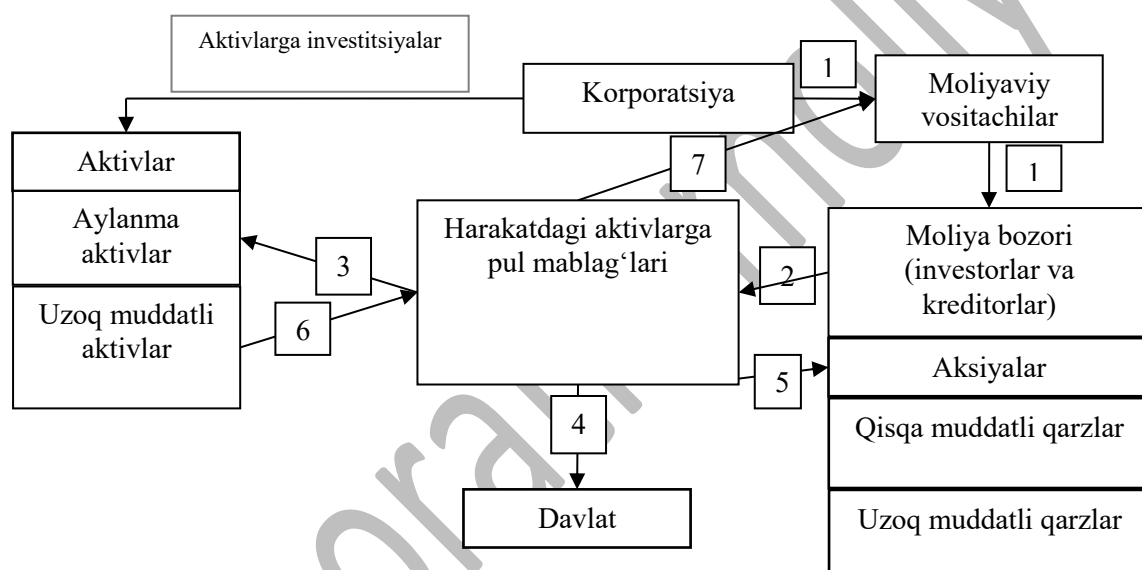 Aktivlarga investitsiyalar
Korporatsiya
1
Moliyaviy
vositachilar
Aktivlar
7
1
Aylanma
aktivlar
3
Harakatdagi aktivlarga
pul mablag‘lari
2
Moliya bozori
(investorlar va
kreditorlar)
Uzoq muddatli
aktivlar
6
5
Aksiyalar
4
Qisqa muddatli qarzlar
Davlat
Uzoq muddatli qarzlar